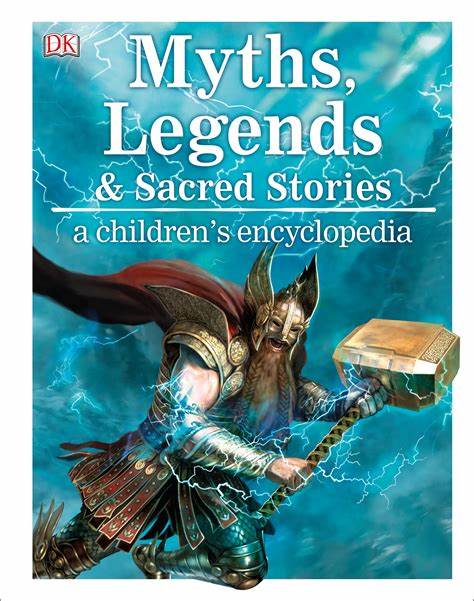 DK
Myths,
Legends
& Sacred Stories
a children's encyclopedia